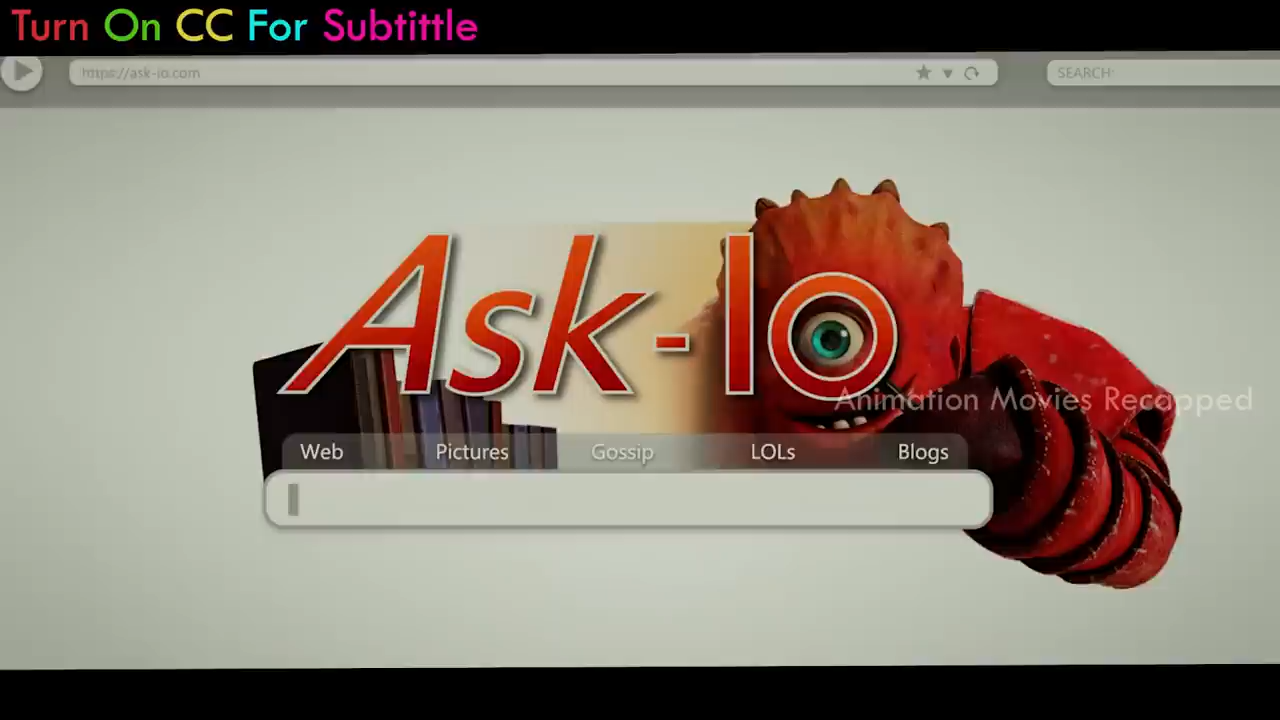 Turn On CC For Subtittle
https://ask-io.com
SEARCH:
Ask-Io
Animation Movies Recapped
Web Pictures Gossip LOLs Blogs